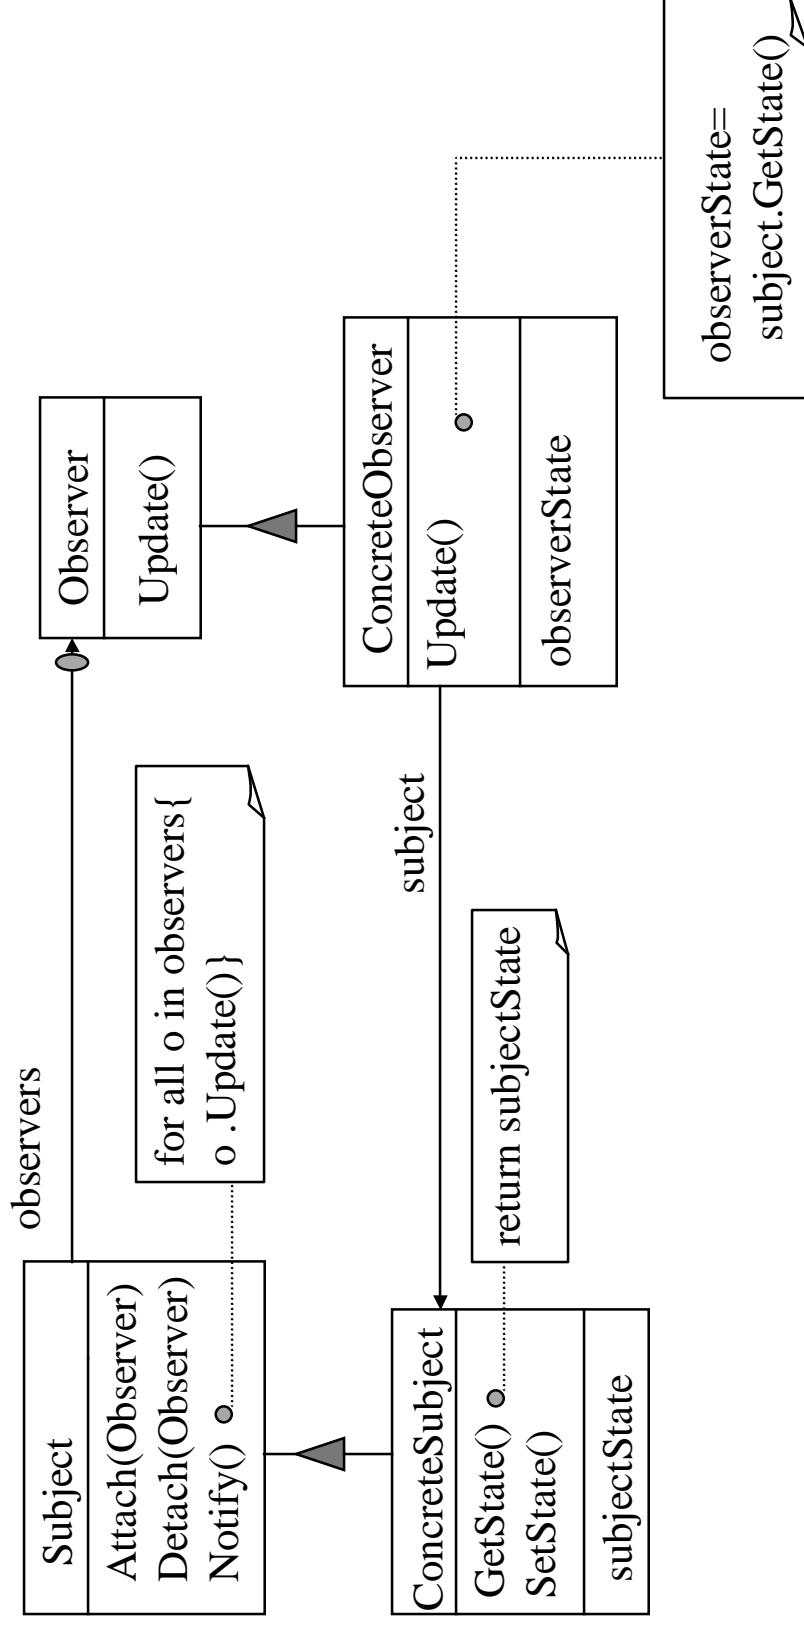 observers
Subject
Attach(Observer)
Detach(Observer)
Notify()
for all o in observers{
o .Update()}
Observer
Update()
ConcreteSubject
GetState()
SetState()
subjectState
return subjectState
subject
ConcreteObserver
Update()
observerState
observerState=
subject.GetState()